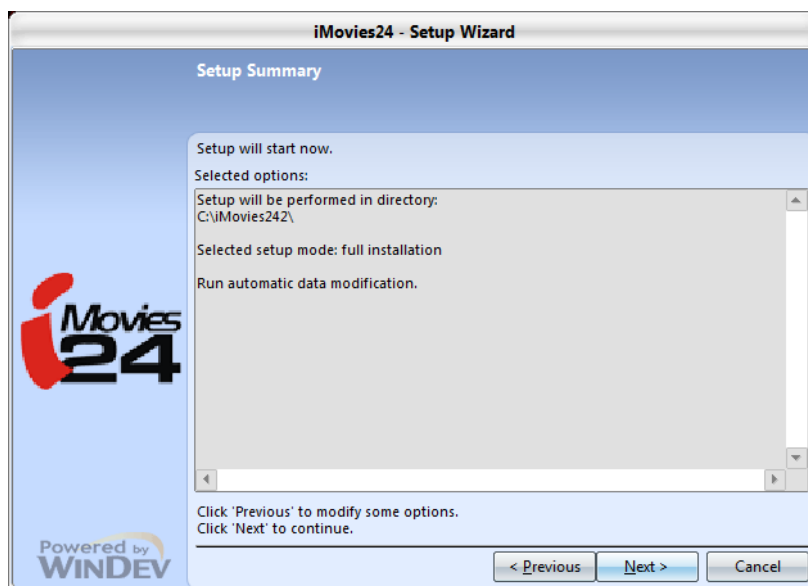 iMovies24 - Setup Wizard
Setup Summary
Setup will start now.
Selected options:
Setup will be performed in directory:
C:\iMovies242\
Selected setup mode: full installation
Run automatic data modification.
iMovies
24
Click 'Previous' to modify some options.
Click 'Next' to continue.
Powered by
WINDEV
< Previous
Next >
Cancel